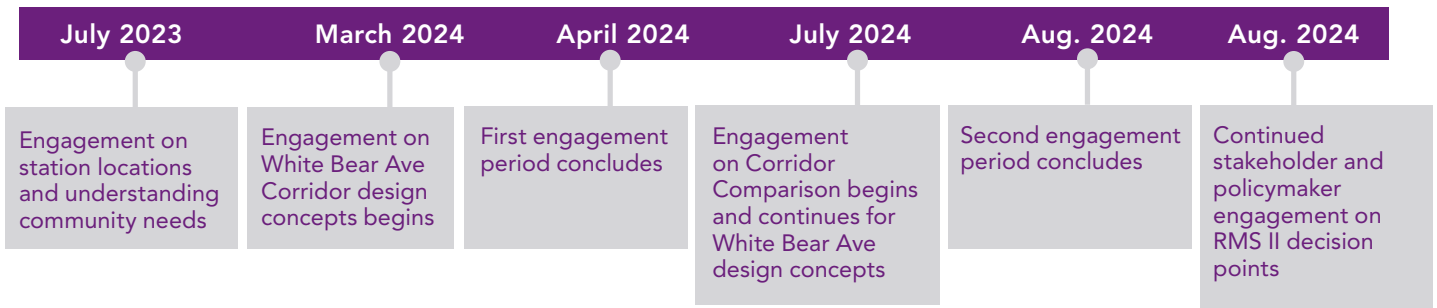 July 2023
March 2024
April 2024
July 2024
Aug. 2024
Aug. 2024
Engagement on
station locations
and understanding
community needs
Engagement on
White Bear Ave
Corridor design
concepts begins
First engagement
period concludes
Engagement
on Corridor
Comparison begins
and continues for
White Bear Ave
design concepts
Second engagement
period concludes
Continued
stakeholder and
policymaker
engagement on
RMS II decision
points